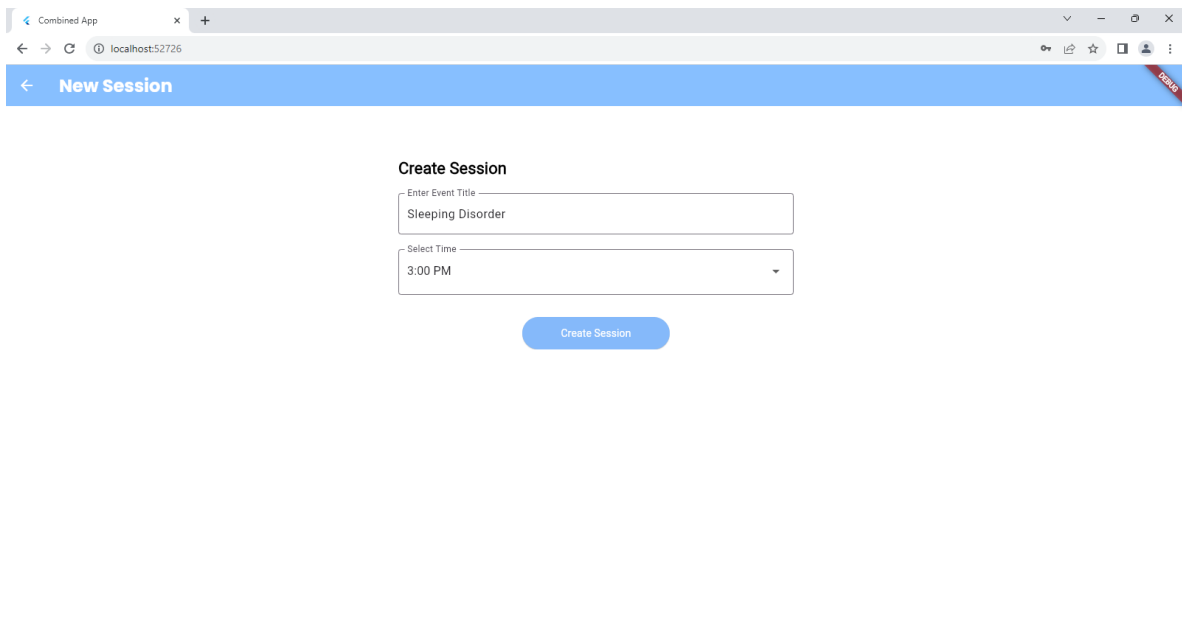 Combined App
localhost:52726
New Session
DEBUG
Create Session
Enter Event Title
Sleeping Disorder
Select Time
3:00 PM
Create Session